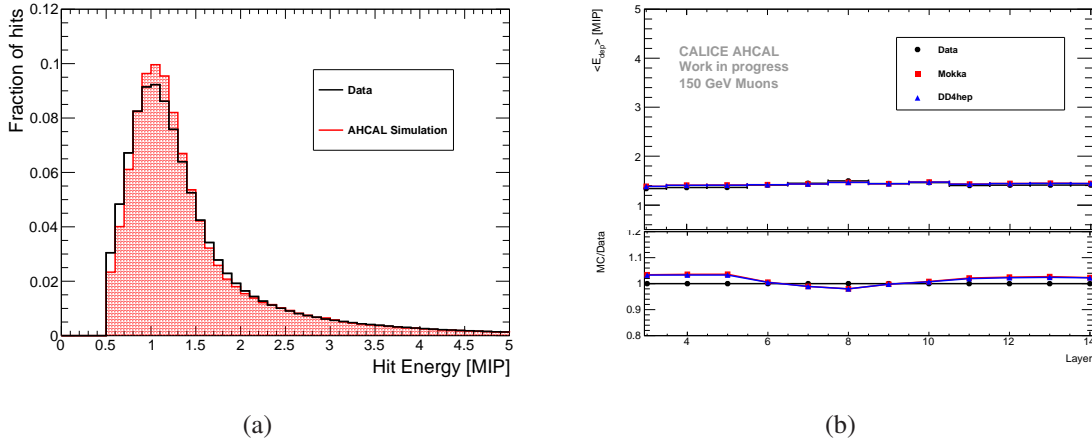 Fraction of hits
0.12
0.1
0.08
0.06
0.04
0.02
0
Data
AHCAL Simulation
0 0.5 1 1.5 2 2.5 3 3.5 4 4.5 5
Hit Energy [MIP]
(a)
<E_dep> [MIP]
5
4
3
2
1
CALICE AHCAL
Work in progress
150 GeV Muons
Data
Mokka
DD4hep
MC/Data
1.2
1.1
1
0.9
0.8
4 6 8 10 12 14
Layer
(b)